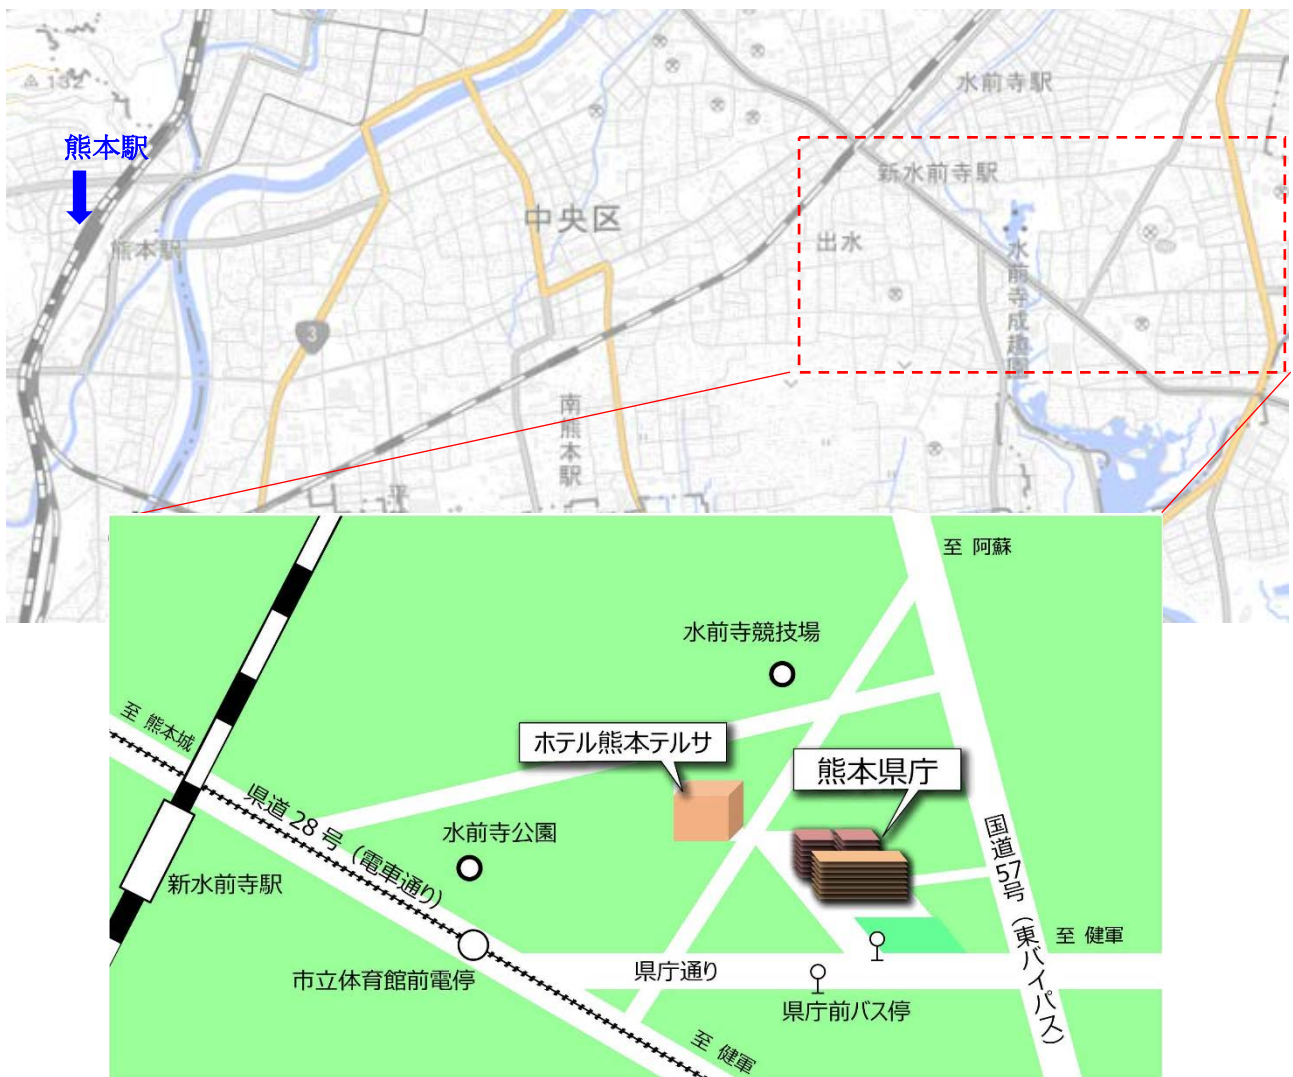 132
水前寺駅
熊本駅
新水前寺駅
中央区
出水
熊本駅
水前寺成趣園
3
南熊本駅
平
至 阿蘇
水前寺競技場
至 熊本城
ホテル熊本テルサ
熊本県庁
県道 28 号(電車通り)
水前寺公園
国道57号(東バイパス)
新水前寺駅
至 健軍
県庁通り
市立体育館前電停
県庁前バス停
至 健軍